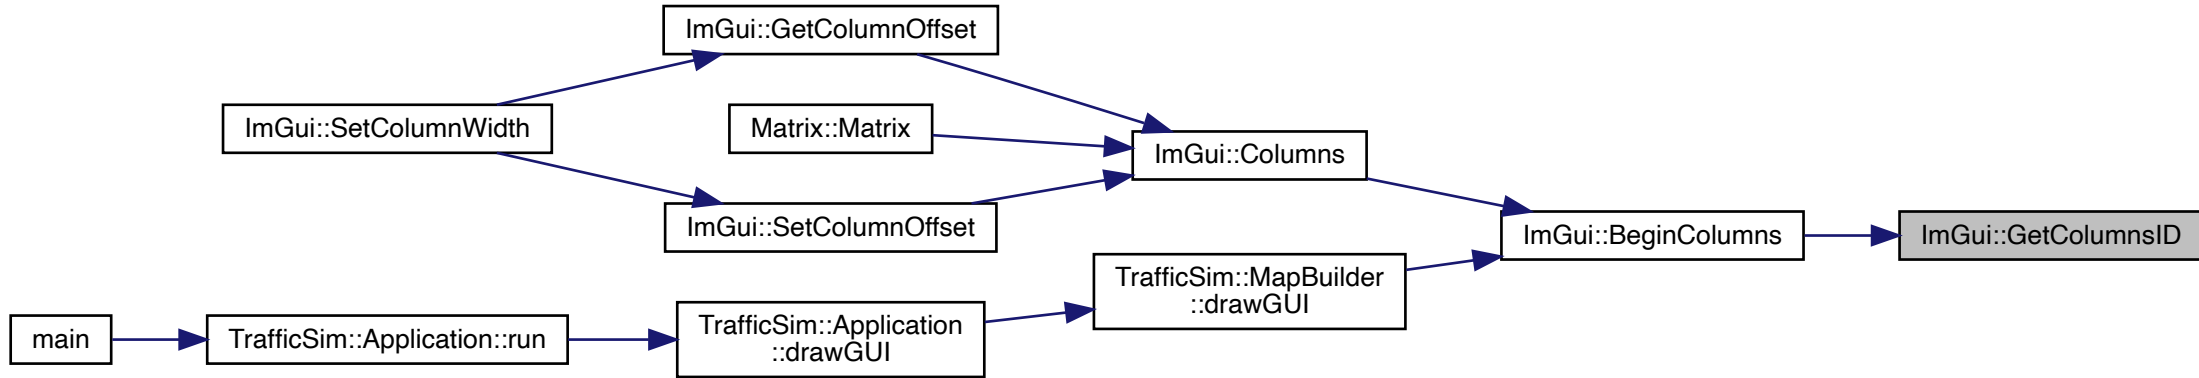 ImGui::GetColumnOffset
ImGui::SetColumnWidth
Matrix::Matrix
ImGui::Columns
ImGui::SetColumnOffset
ImGui::BeginColumns
ImGui::GetColumnsID
TrafficSim::MapBuilder
::drawGUI
main
TrafficSim::Application::run
TrafficSim::Application
::drawGUI